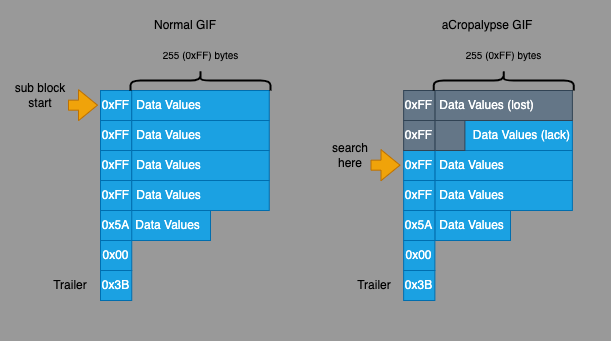 Normal GIF
255 (0xFF) bytes
sub block
start
0xFF Data Values
0xFF Data Values
0xFF Data Values
0xFF Data Values
0x5A Data Values
0x00
Trailer 0x3B
aCropalypse GIF
255 (0xFF) bytes
0xFF Data Values (lost)
0xFF Data Values (lack)
search
here
0xFF Data Values
0xFF Data Values
0x5A Data Values
0x00
Trailer 0x3B